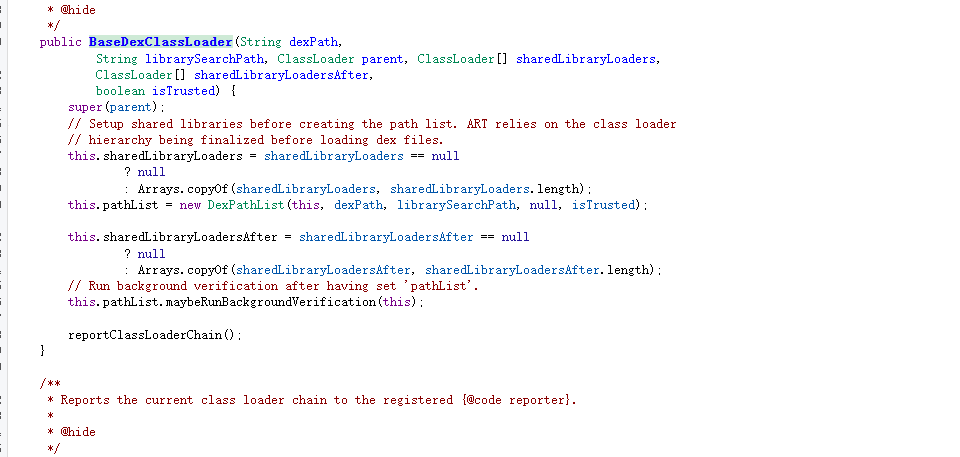 * @hide
*/
public BaseDexClassLoader(String dexPath,
String librarySearchPath, ClassLoader parent, ClassLoader[] sharedLibraryLoaders,
ClassLoader[] sharedLibraryLoadersAfter,
boolean isTrusted) {
super(parent);
// Setup shared libraries before creating the path list. ART relies on the class loader
// hierarchy being finalized before loading dex files.
this.sharedLibraryLoaders = sharedLibraryLoaders == null
? null
: Arrays.copyOf(sharedLibraryLoaders, sharedLibraryLoaders.length);
this.pathList = new DexPathList(this, dexPath, librarySearchPath, null, isTrusted);
this.sharedLibraryLoadersAfter = sharedLibraryLoadersAfter == null
? null
: Arrays.copyOf(sharedLibraryLoadersAfter, sharedLibraryLoadersAfter.length);
// Run background verification after having set 'pathList'.
this.pathList.maybeRunBackgroundVerification(this);
reportClassLoaderChain();
}
/**
* Reports the current class loader chain to the registered {@code reporter}.
*
* @hide
*/